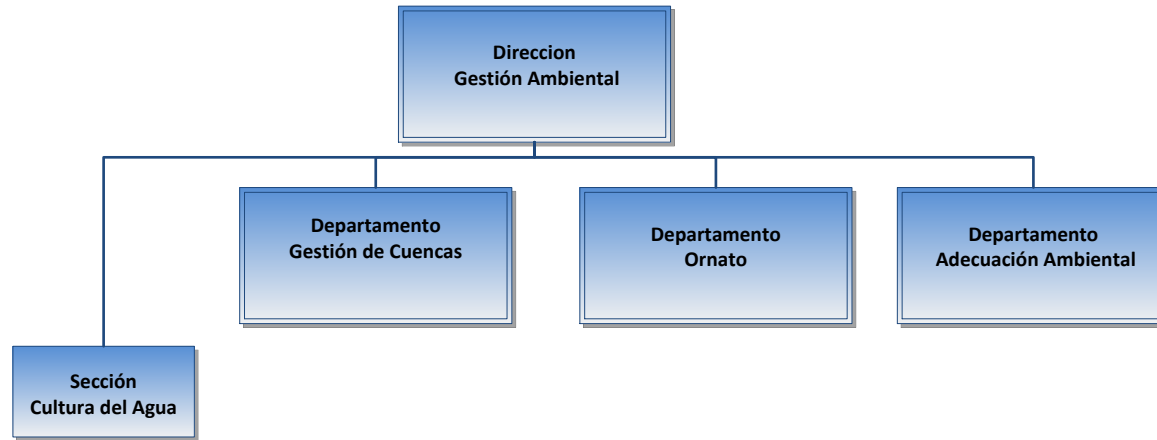 Direccion
Gestión Ambiental
Departamento
Gestión de Cuencas
Departamento
Ornato
Departamento
Adecuación Ambiental
Sección
Cultura del Agua